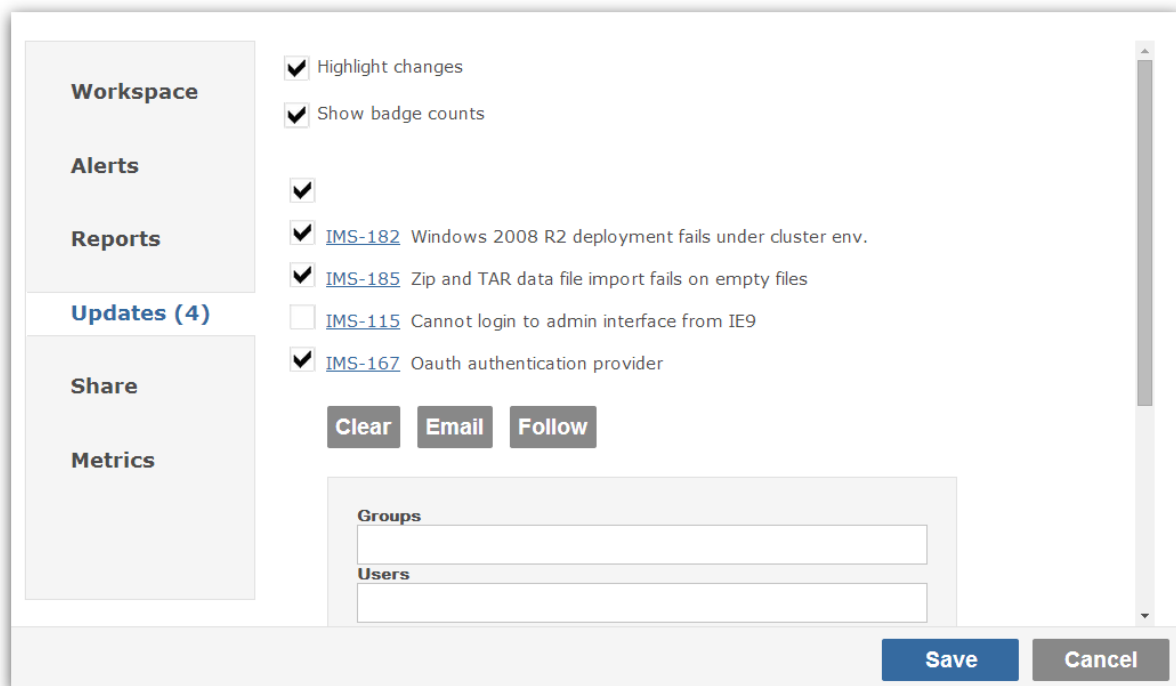 Workspace
Alerts
Reports
Updates (4)
Share
Metrics
Highlight changes
Show badge counts
IMS-182 Windows 2008 R2 deployment fails under cluster env.
IMS-185 Zip and TAR data file import fails on empty files
IMS-115 Cannot login to admin interface from IE9
IMS-167 Oauth authentication provider
Clear Email Follow
Groups
Users
Save Cancel